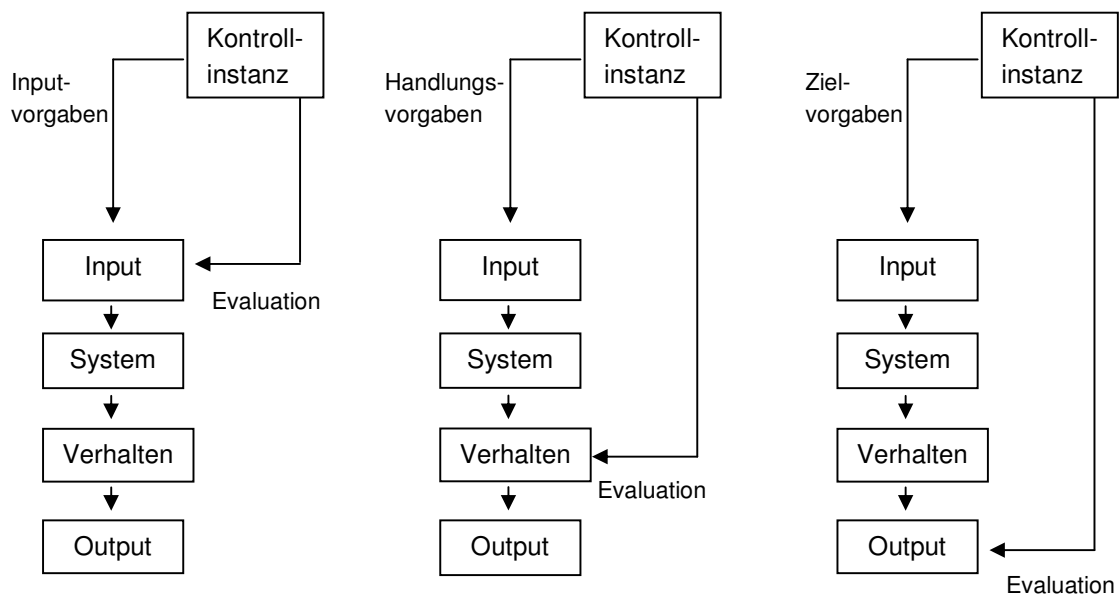 Kontroll-
instanz
Input-
vorgaben
Input
Evaluation
System
Verhalten
Output
Kontroll-
instanz
Handlungs-
vorgaben
Input
System
Verhalten
Evaluation
Output
Kontroll-
instanz
Ziel-
vorgaben
Input
System
Verhalten
Output
Evaluation